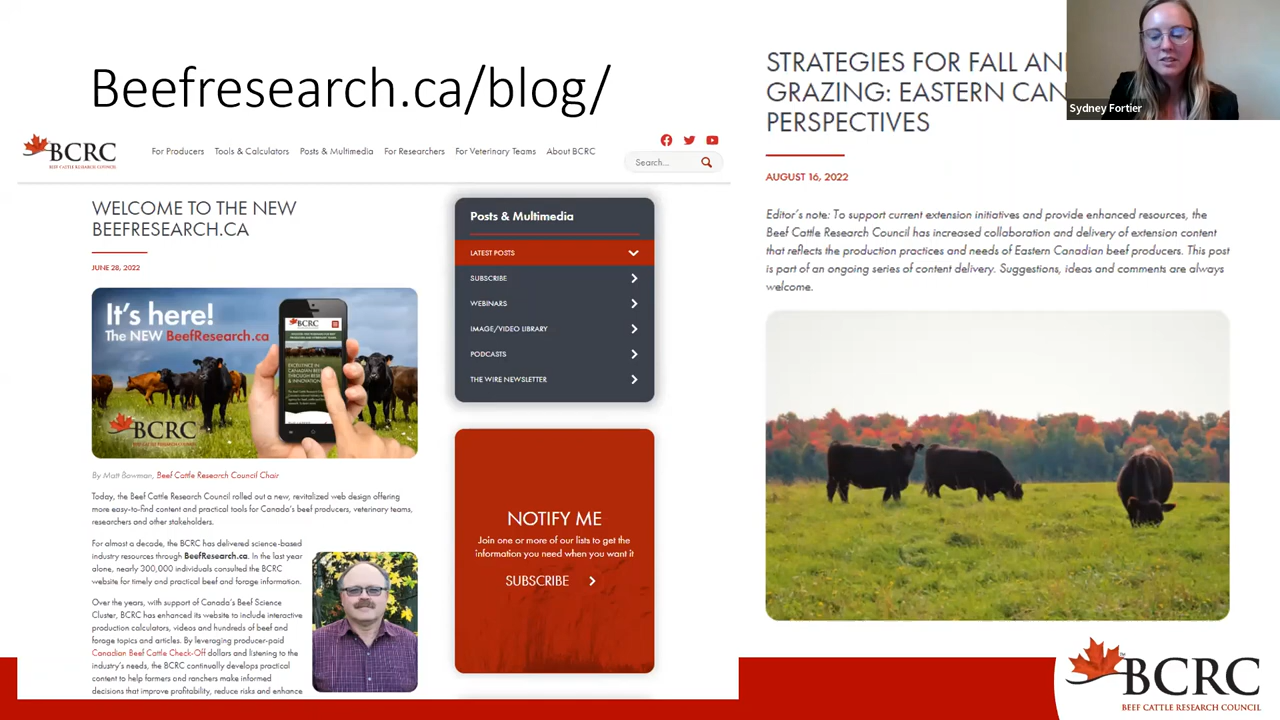 Beefresearch.ca/blog/
BCRC
BEEF CATTLE RESEARCH COUNCIL
For Producers
Tools & Calculators
Posts & Multimedia
For Researchers
For Veterinary Teams
About BCRC
Search...
WELCOME TO THE NEW
BEEFRESEARCH.CA
JUNE 28, 2022
It's here!
The NEW BeefResearch.ca
BCRC
BCRC
By Matt Bowman, Beef Cattle Research Council Chair
Today, the Beef Cattle Research Council rolled out a new, revitalized web design offering
more easy-to-find content and practical tools for Canada's beef producers, veterinary teams,
researchers and other stakeholders.
For almost a decade, the BCRC has delivered science-based
industry resources through BeefResearch.ca. In the last year
alone, nearly 300,000 individuals consulted the BCRC
website for timely and practical beef and forage information.
Over the years, with support of Canada's Beef Science
Cluster, BCRC has enhanced its website to include interactive
production calculators, videos and hundreds of beef and
forage topics and articles. By leveraging producer-paid
Canadian Beef Cattle Check-Off dollars and listening to the
industry's needs, the BCRC continually develops practical
content to help farmers and ranchers make informed
decisions that improve profitability, reduce risks and enhance
Posts & Multimedia
LATEST POSTS
SUBSCRIBE
WEBINARS
IMAGE/VIDEO LIBRARY
PODCASTS
THE WIRE NEWSLETTER
NOTIFY ME
Join one or more of our lists to get the
information you need when you want it
SUBSCRIBE
STRATEGIES FOR FALL AN
GRAZING: EASTERN CAN
PERSPECTIVES
AUGUST 16, 2022
Editor's note: To support current extension initiatives and provide enhanced resources, the
Beef Cattle Research Council has increased collaboration and delivery of extension content
that reflects the production practices and needs of Eastern Canadian beef producers. This post
is part of an ongoing series of content delivery. Suggestions, ideas and comments are always
welcome.
Sydney Fortier
BCRC
BEEF CATTLE RESEARCH COUNCIL